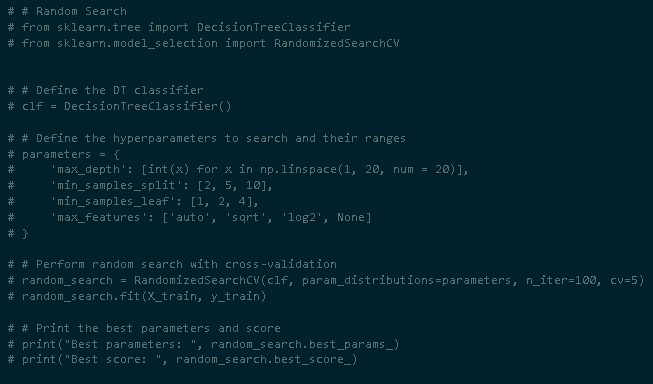 # # Random Search
# from sklearn.tree import DecisionTreeClassifier
# from sklearn.model_selection import RandomizedSearchCV
# # Define the DT classifier
# clf = DecisionTreeClassifier()
# # Define the hyperparameters to search and their ranges
# parameters = {
#     'max_depth': [int(x) for x in np.linspace(1, 20, num = 20)],
#     'min_samples_split': [2, 5, 10],
#     'min_samples_leaf': [1, 2, 4],
#     'max_features': ['auto', 'sqrt', 'log2', None]
# }
# # Perform random search with cross-validation
# random_search = RandomizedSearchCV(clf, param_distributions=parameters, n_iter=100, cv=5)
# random_search.fit(X_train, y_train)
# # Print the best parameters and score
# print("Best parameters: ", random_search.best_params_)
# print("Best score: ", random_search.best_score_)